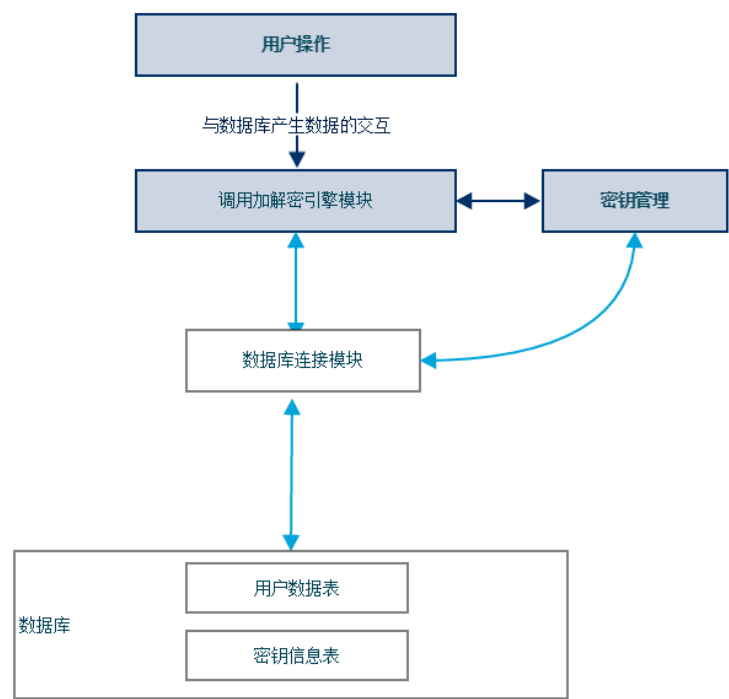 用户操作
与数据库产生数据的交互
调用加解密引擎模块
密钥管理
数据库连接模块
用户数据表
数据库
密钥信息表